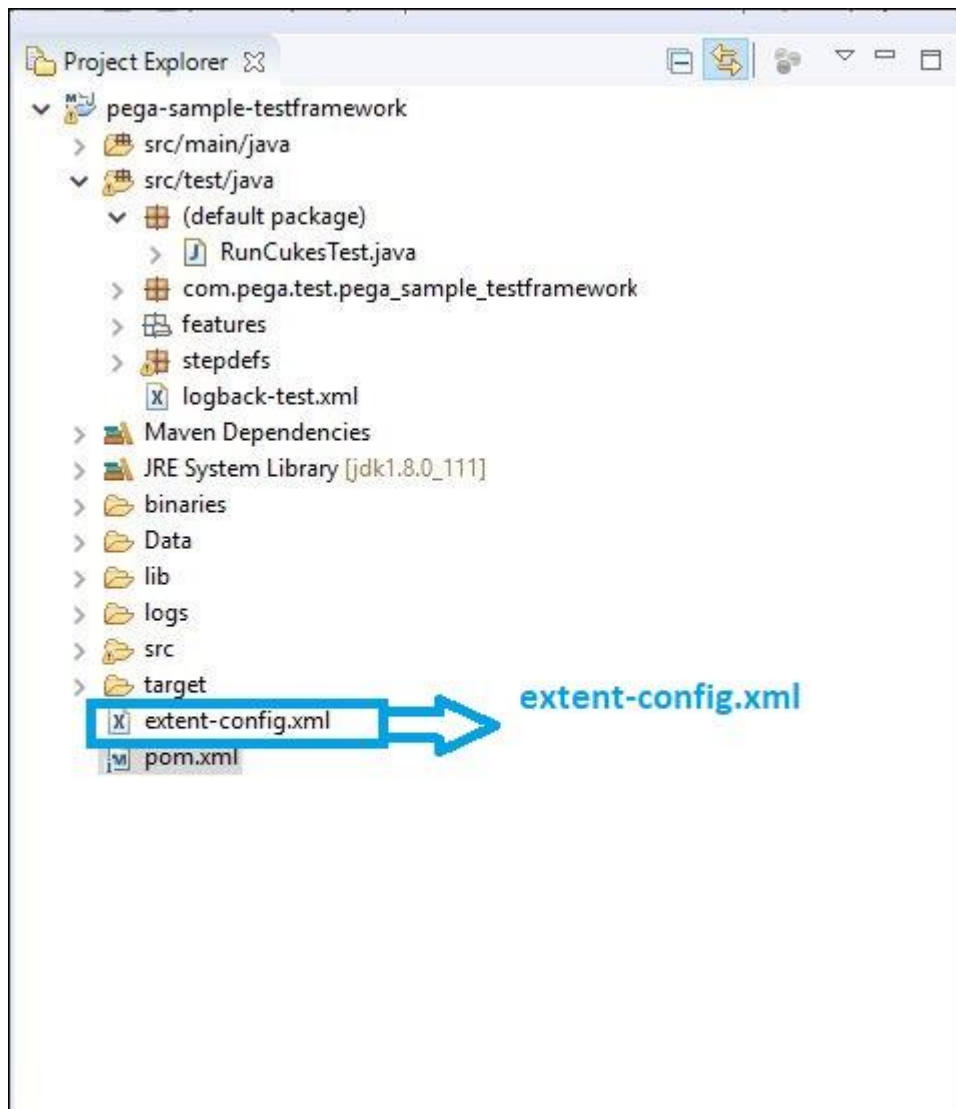 Project Explorer
pega-sample-testframework
src/main/java
src/test/java
(default package)
RunCukesTest.java
com.pega.test.pega_sample_testframework
features
stepdefs
logback-test.xml
Maven Dependencies
JRE System Library [jdk1.8.0_111]
binaries
Data
lib
logs
src
target
extent-config.xml
extent-config.xml
pom.xml